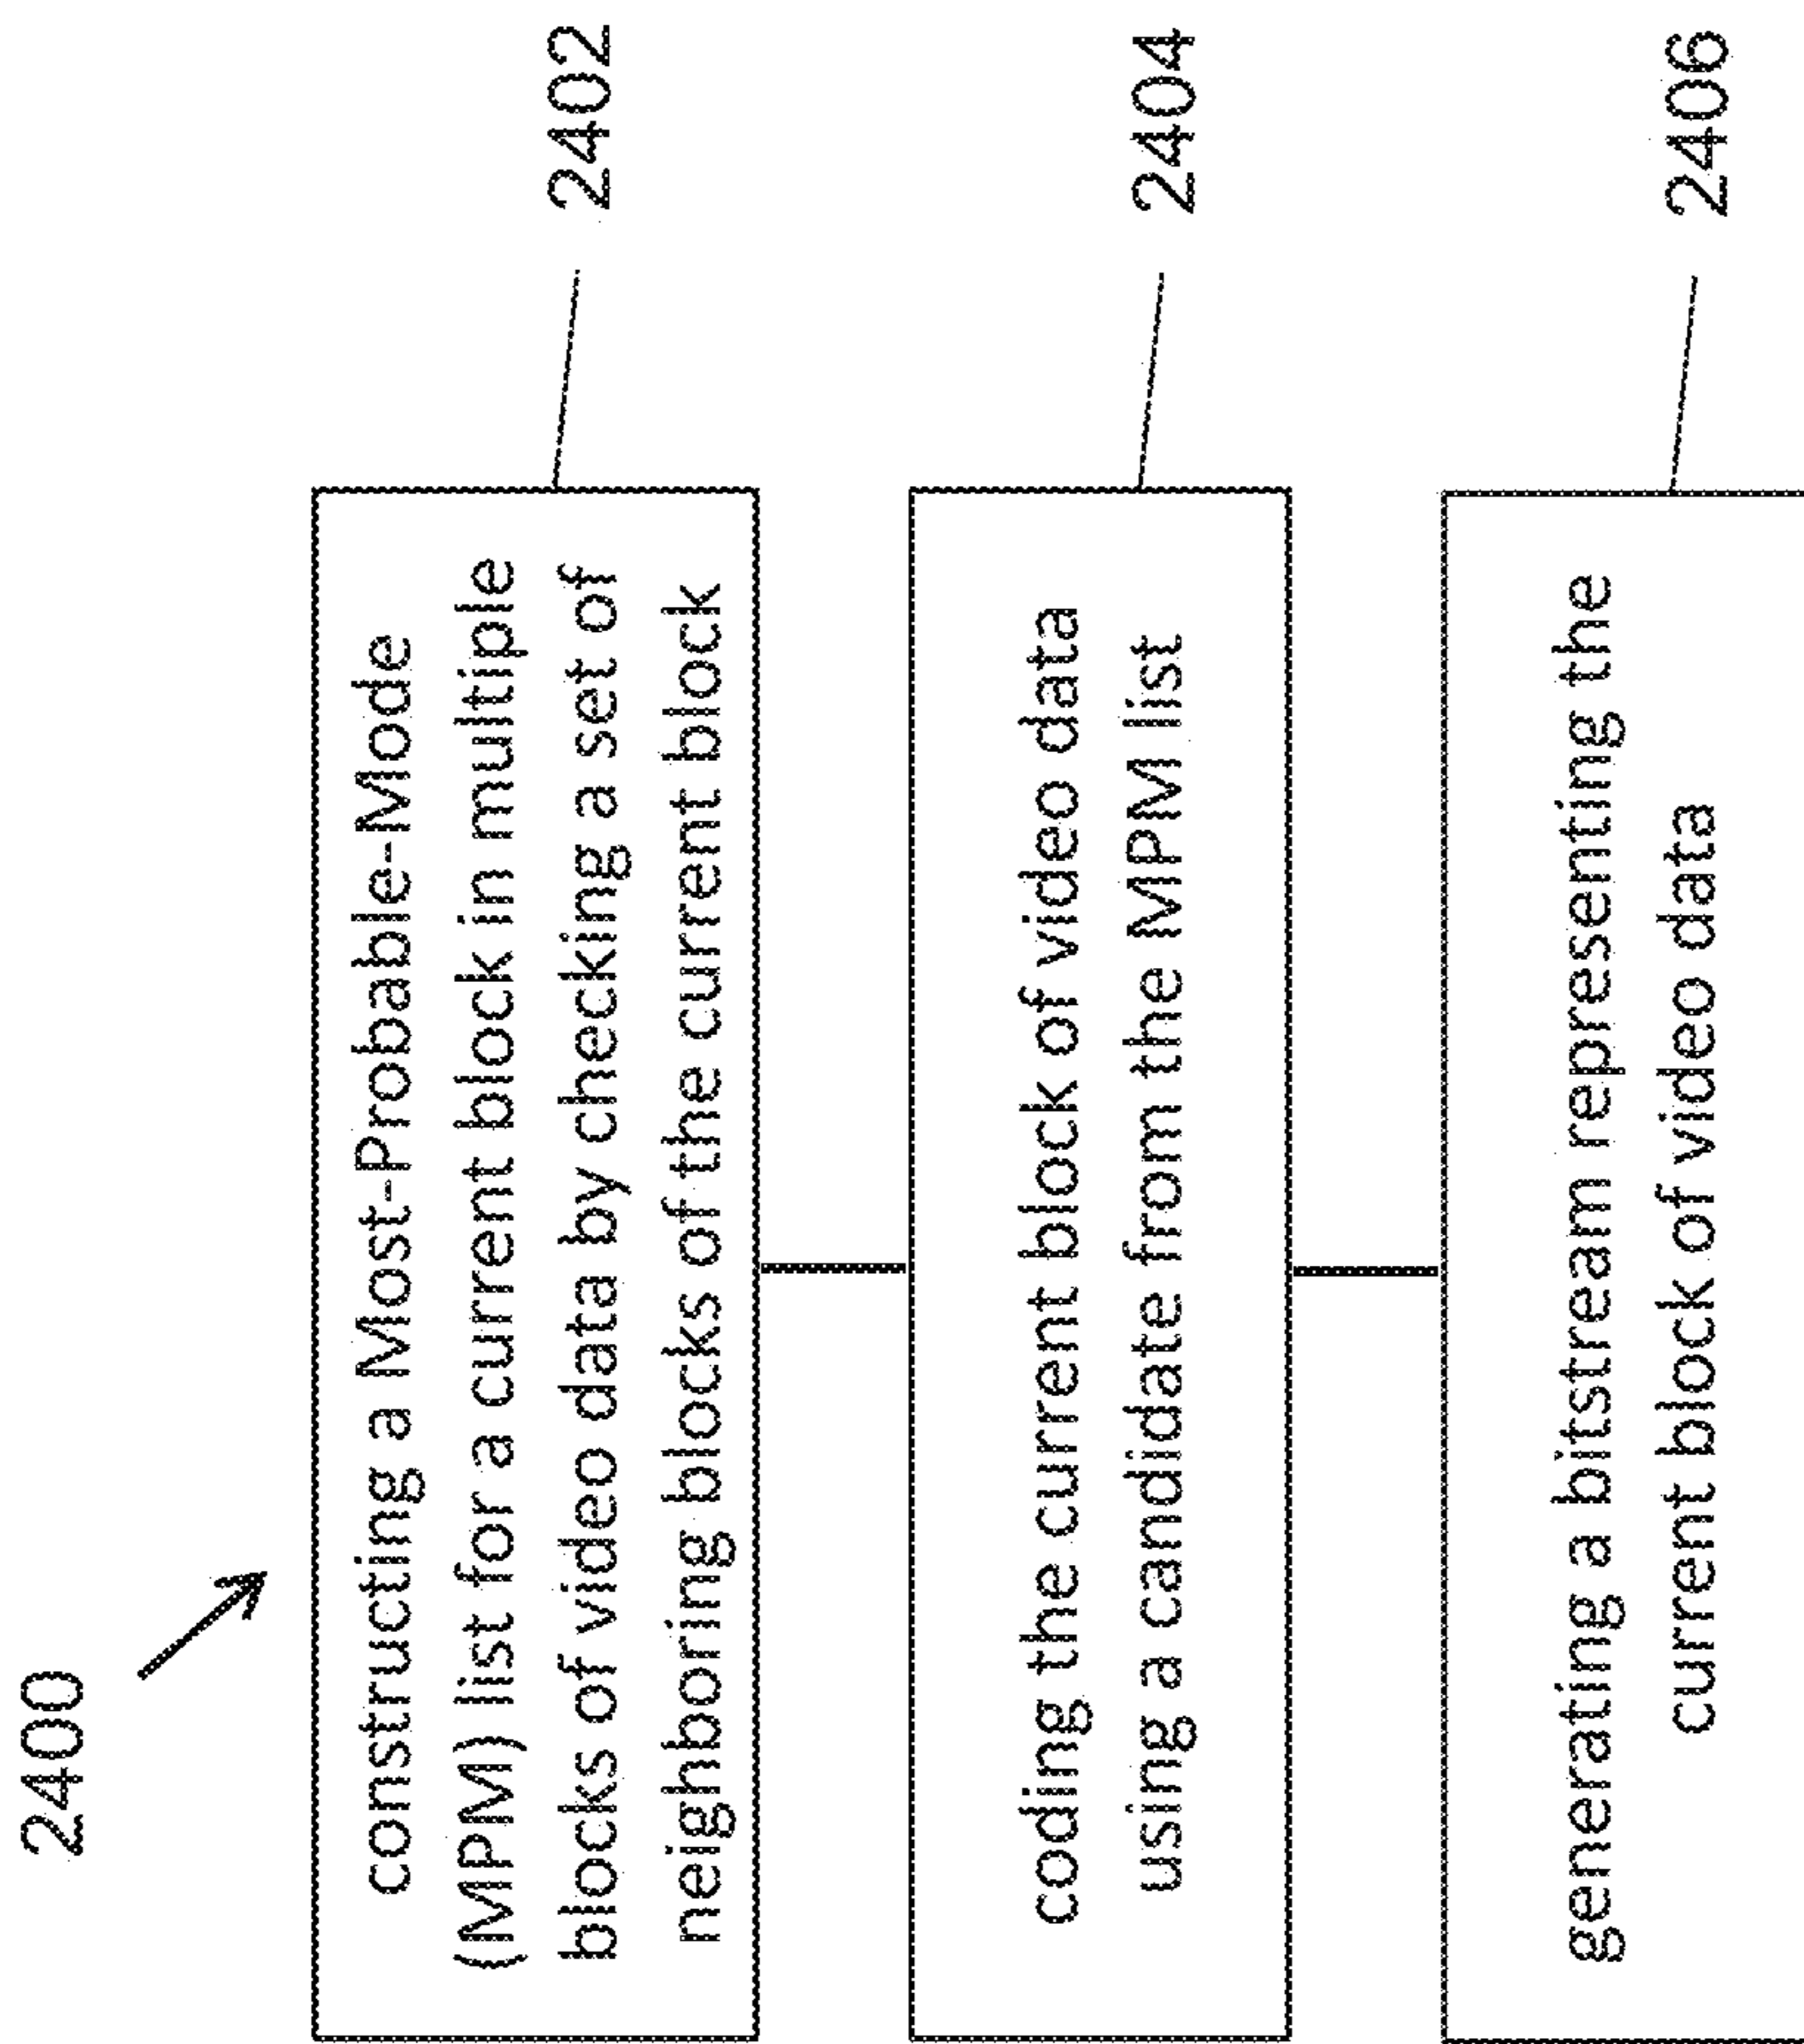 2400
constructing a Most-Probable-Mode
(MPM) list for a current block in multiple
blocks of video data by checking a set of
neighboring blocks of the current block
2402
coding the current block of video data
using a candidate from the MPM list
2404
generating a bitstream representing the
current block of video data
2406